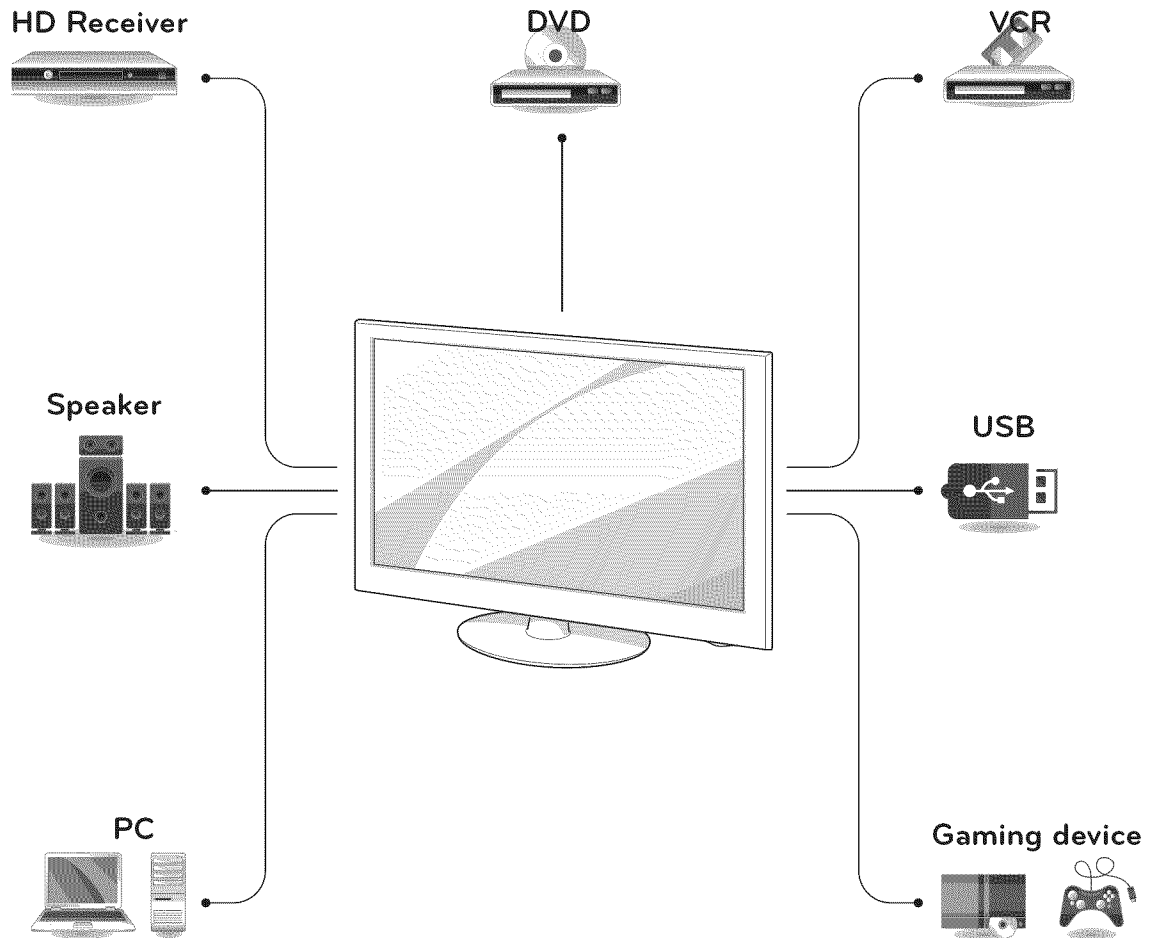 HD Receiver
DVD
VCR
Speaker
USB
PC
Gaming device